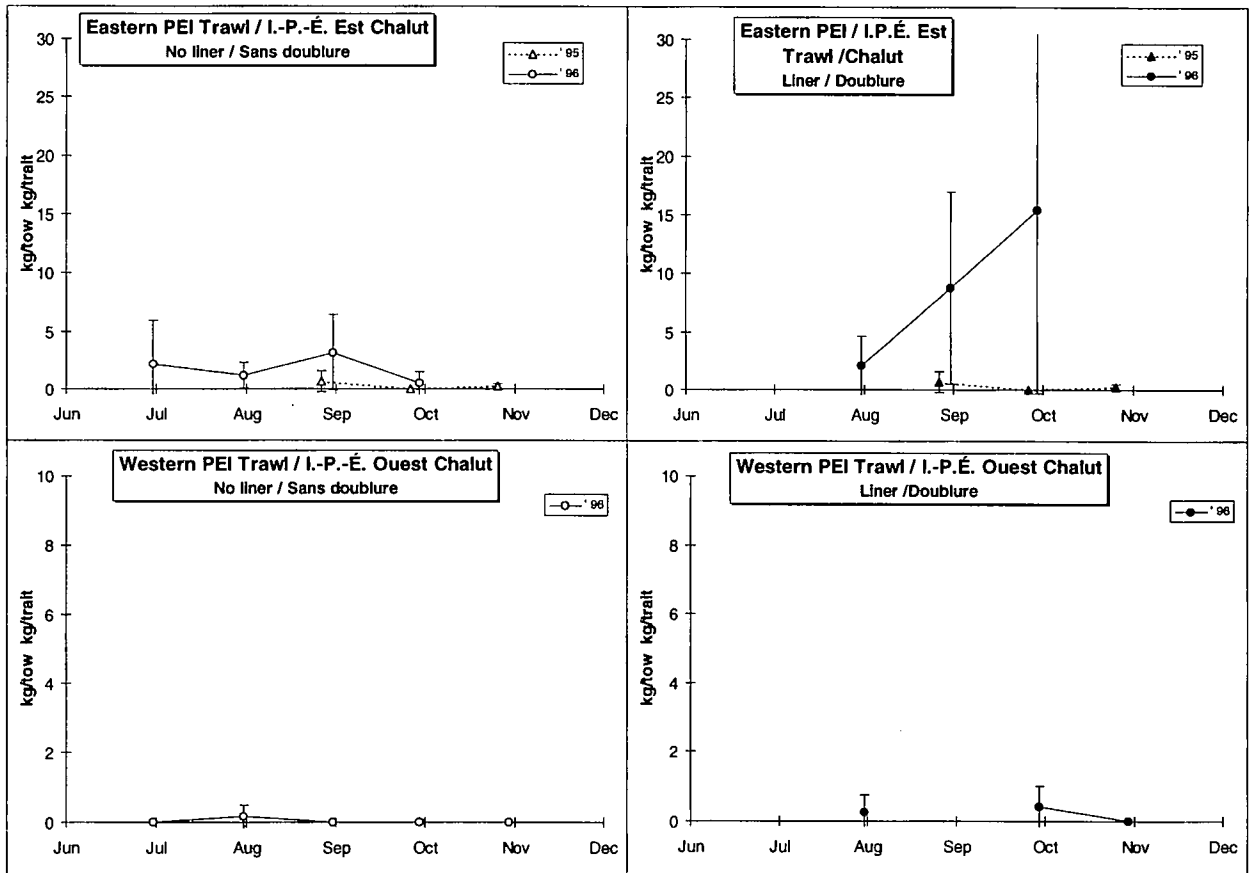 Eastern PEI Trawl / I.-P.-É. Est Chalut
No liner / Sans doublure
'95
'96
30
25
20
15
10
5
0
kg/tow kg/trait
Jun Jul Aug Sep Oct Nov Dec
Eastern PEI / I.P.É. Est
Trawl /Chalut
Liner / Doublure
'95
'96
30
25
20
15
10
5
0
kg/tow kg/trait
Jun Jul Aug Sep Oct Nov Dec
Western PEI Trawl / I.-P.-É. Ouest Chalut
No liner / Sans doublure
'96
10
8
6
4
2
0
kg/tow kg/trait
Jun Jul Aug Sep Oct Nov Dec
Western PEI Trawl / I.-P.É. Ouest Chalut
Liner /Doublure
'96
10
8
6
4
2
0
kg/tow kg/trait
Jun Jul Aug Sep Oct Nov Dec